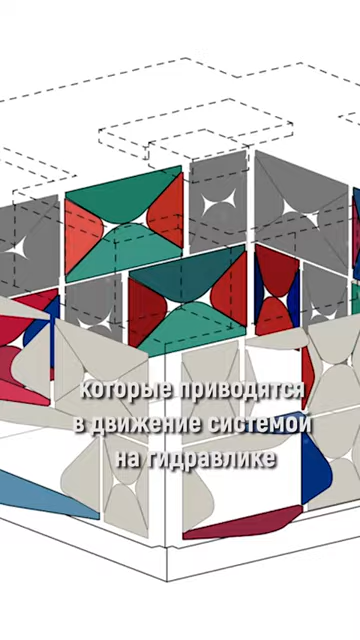 которые приводятся
в движение системой
на гидравлике